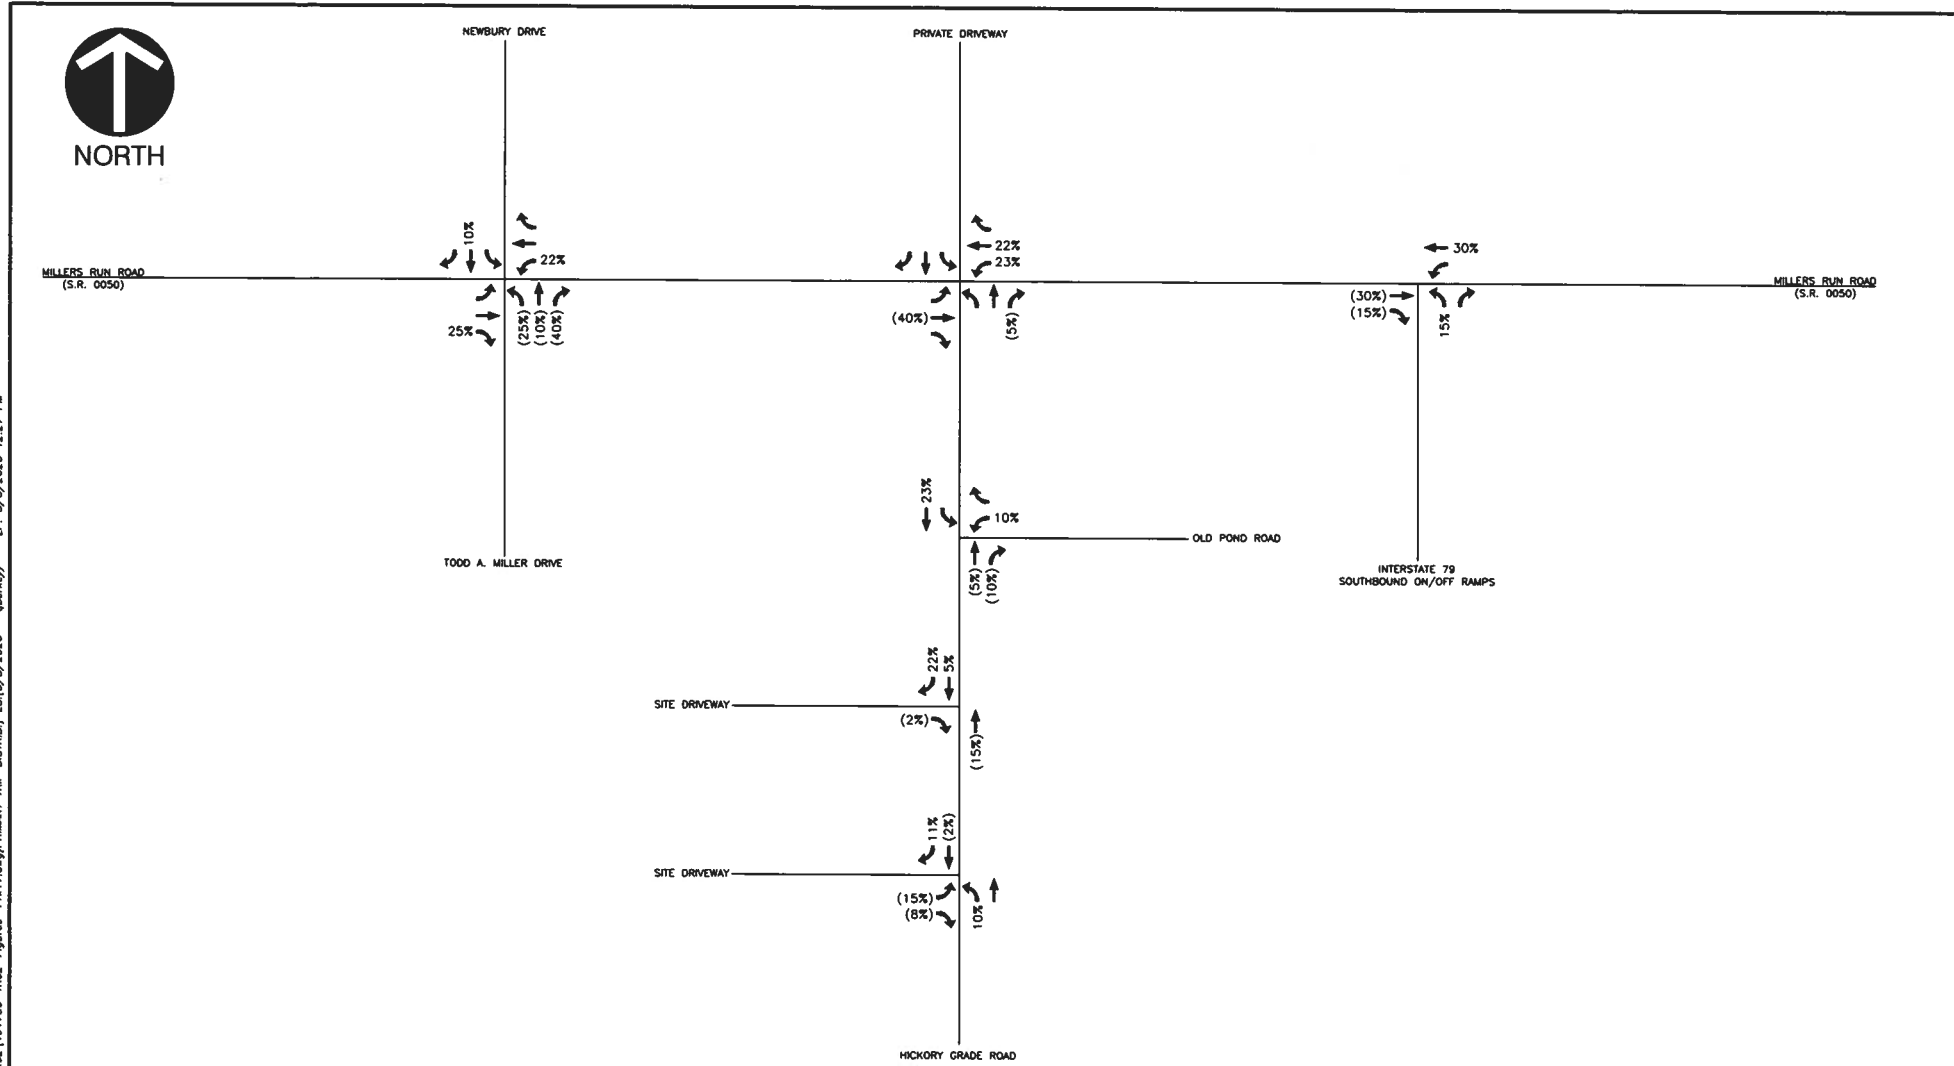 NEWBURY DRIVE
PRIVATE DRIVEWAY
NORTH
10%
22%
22%
23%
30%
MILLERS RUN ROAD
(S.R. 0050)
MILLERS RUN ROAD
(S.R. 0050)
25%
(25%)
(10%)
(40%)
(40%)
(5%)
(30%)
(15%)
15%
23%
10%
OLD POND ROAD
TODD A. MILLER DRIVE
INTERSTATE 79
SOUTHBOUND ON/OFF RAMPS
(5%)
(10%)
22%
5%
SITE DRIVEWAY
(2%)
(15%)
11%
(2%)
SITE DRIVEWAY
(15%)
(8%)
10%
HICKORY GRADE ROAD